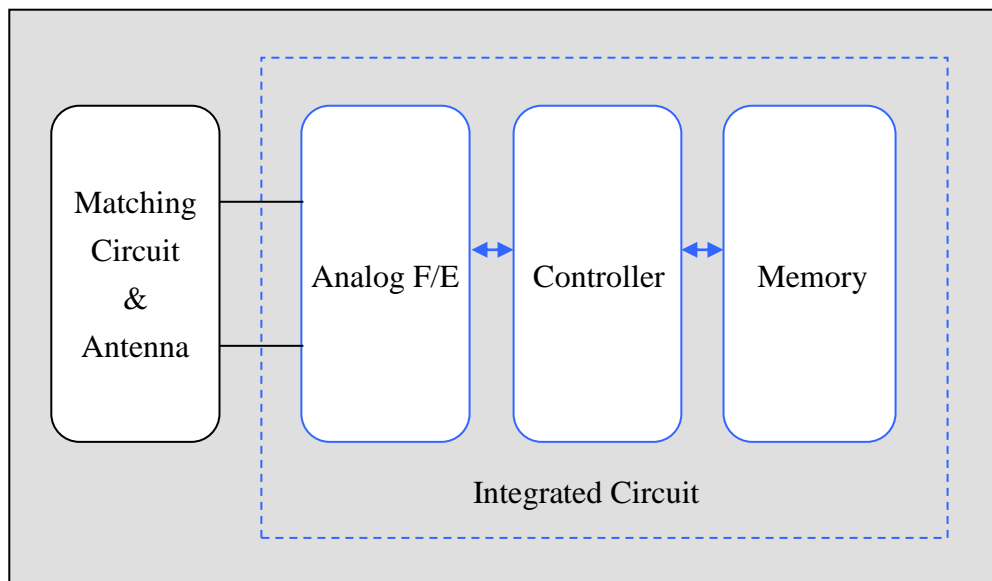 Matching
Circuit
&
Antenna
Analog F/E
Controller
Memory
Integrated Circuit